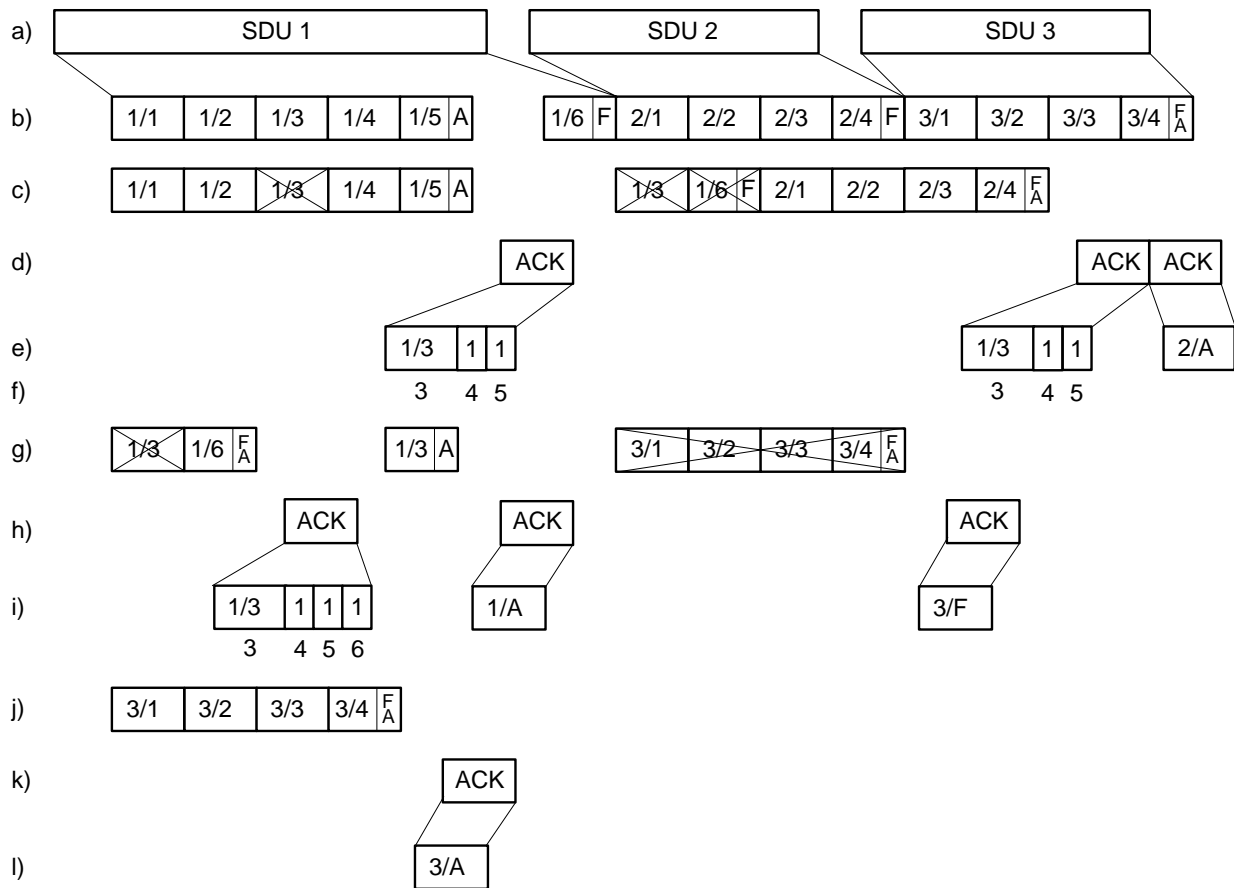 a) SDU 1 SDU 2 SDU 3
b) 1/1 1/2 1/3 1/4 1/5 A 1/6 F 2/1 2/2 2/3 2/4 F 3/1 3/2 3/3 3/4 F A
c) 1/1 1/2 1/3 1/4 1/5 A 1/3 1/6 F 2/1 2/2 2/3 2/4 F A
d) ACK ACK ACK
e) 1/3 1 1 1/3 1 1 2/A
f) 3 4 5 3 4 5
g) 1/3 1/6 F A 1/3 A 3/1 3/2 3/3 3/4 F A
h) ACK ACK ACK
i) 1/3 1 1 1 1/A 3/F
3 4 5 6
j) 3/1 3/2 3/3 3/4 F A
k) ACK
l) 3/A